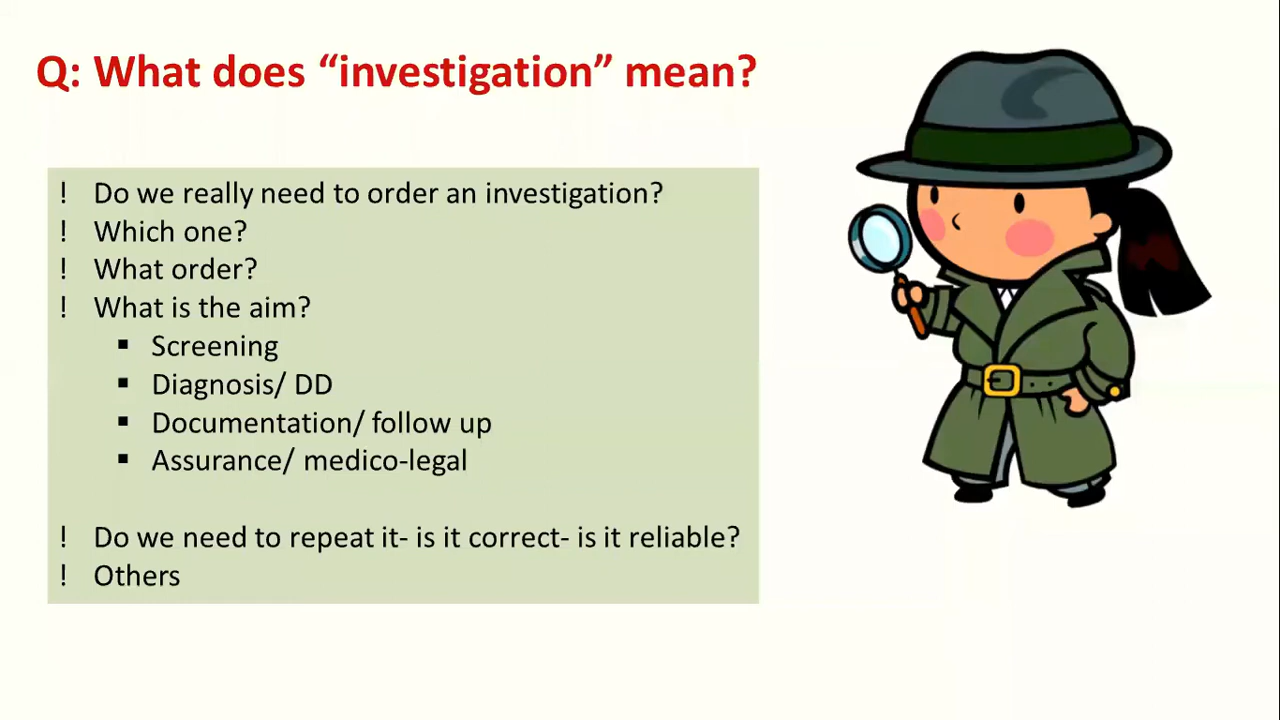 Q: What does “investigation” mean?
! Do we really need to order an investigation?
! Which one?
! What order?
! What is the aim?
▪ Screening
▪ Diagnosis/ DD
▪ Documentation/ follow up
▪ Assurance/ medico-legal
! Do we need to repeat it- is it correct- is it reliable?
! Others